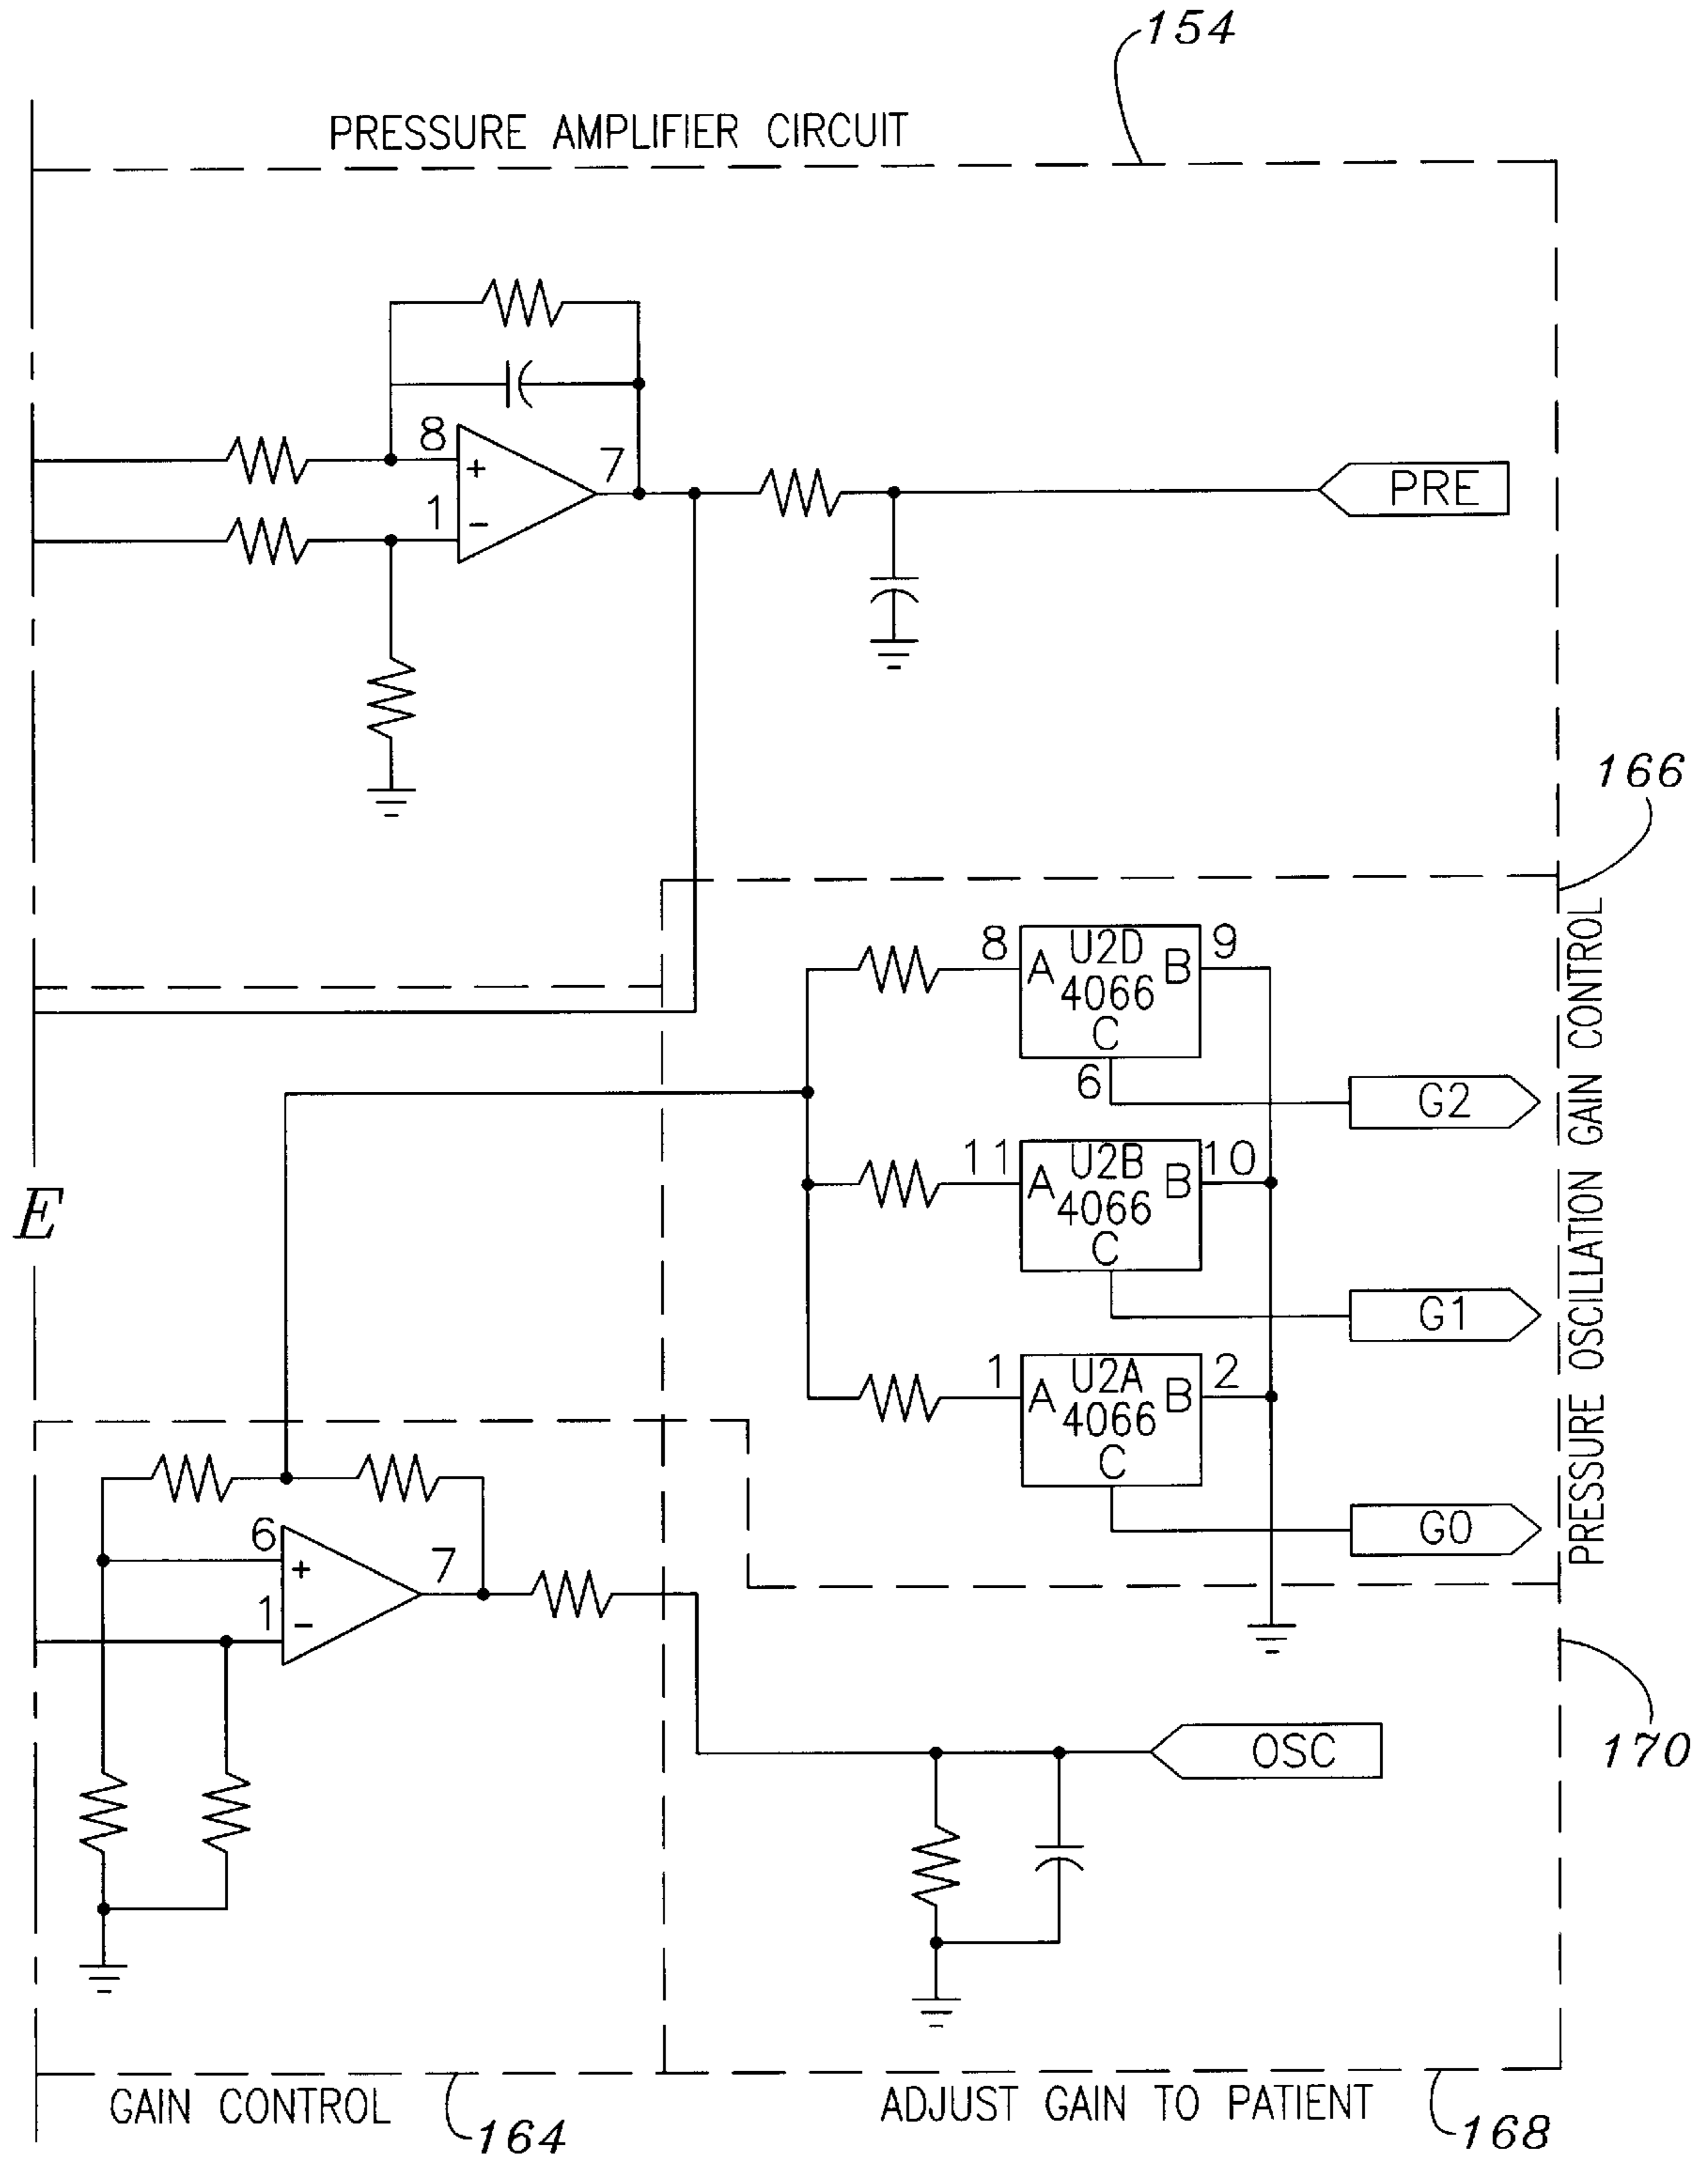 154
PRESSURE AMPLIFIER CIRCUIT
8
+
7
1
-
PRE
166
PRESSURE OSCILLATION GAIN CONTROL
8
A
U2D
B
9
4066
C
6
G2
E
11
A
U2B
B
10
4066
C
G1
1
A
U2A
B
2
4066
C
G0
6
+
7
1
-
OSC
170
GAIN CONTROL
164
ADJUST GAIN TO PATIENT
168